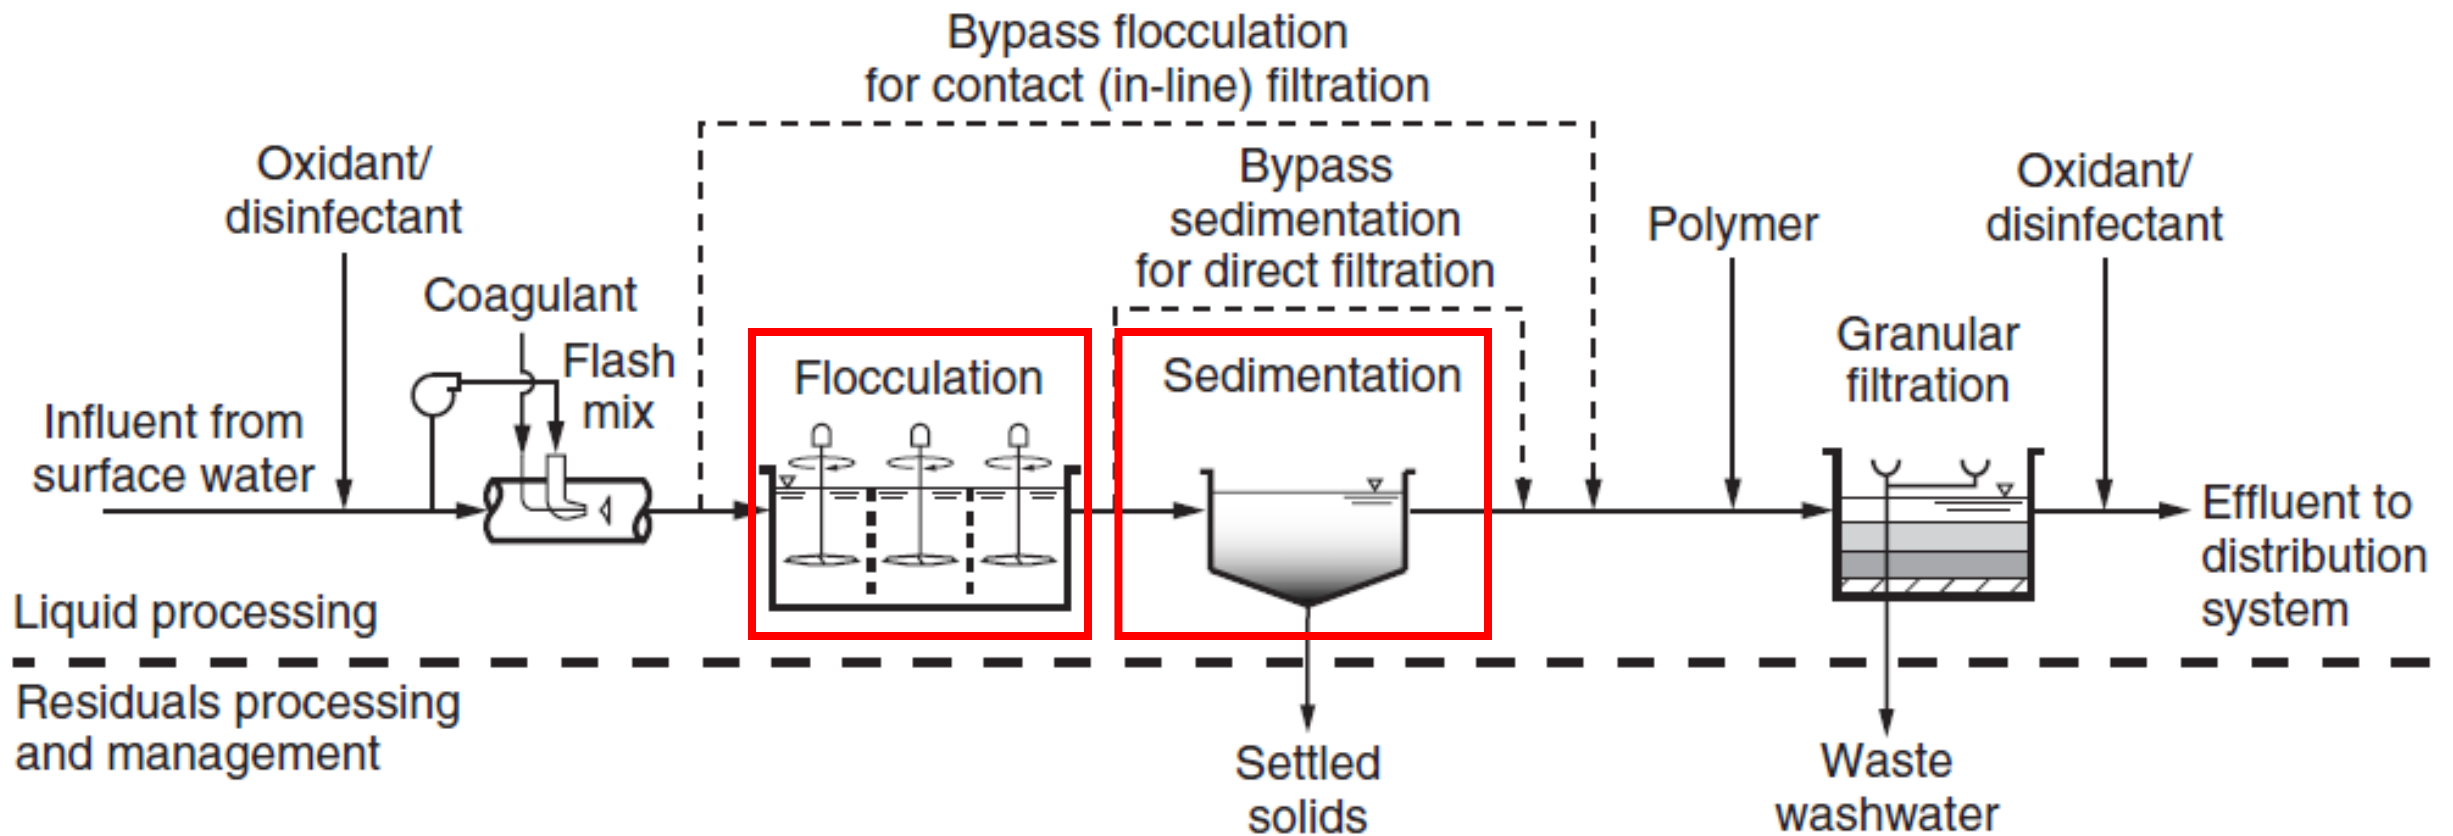 Bypass flocculation
for contact (in-line) filtration
Oxidant/
disinfectant
Bypass
sedimentation
for direct filtration
Polymer
Oxidant/
disinfectant
Coagulant
Flash
mix
Flocculation
Sedimentation
Granular
filtration
Influent from
surface water
Effluent to
distribution
system
Liquid processing
Residuals processing
and management
Settled
solids
Waste
washwater